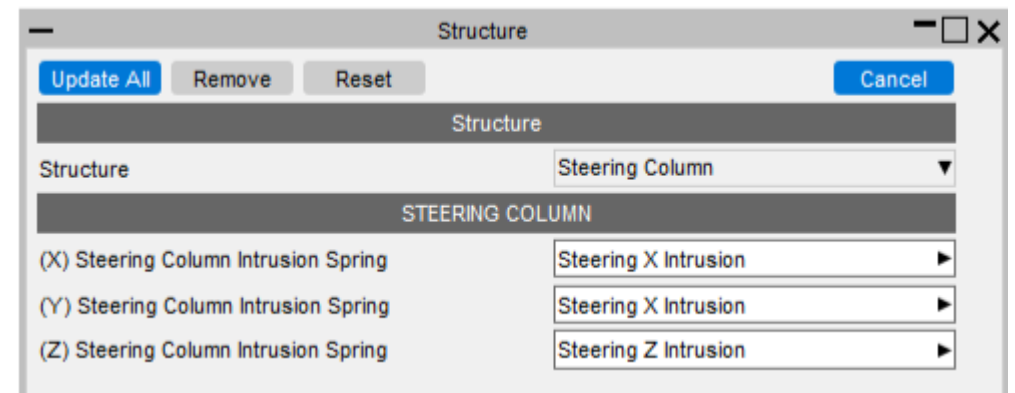 Structure
Update All Remove Reset Cancel
Structure
Structure Steering Column
STEERING COLUMN
(X) Steering Column Intrusion Spring Steering X Intrusion
(Y) Steering Column Intrusion Spring Steering X Intrusion
(Z) Steering Column Intrusion Spring Steering Z Intrusion